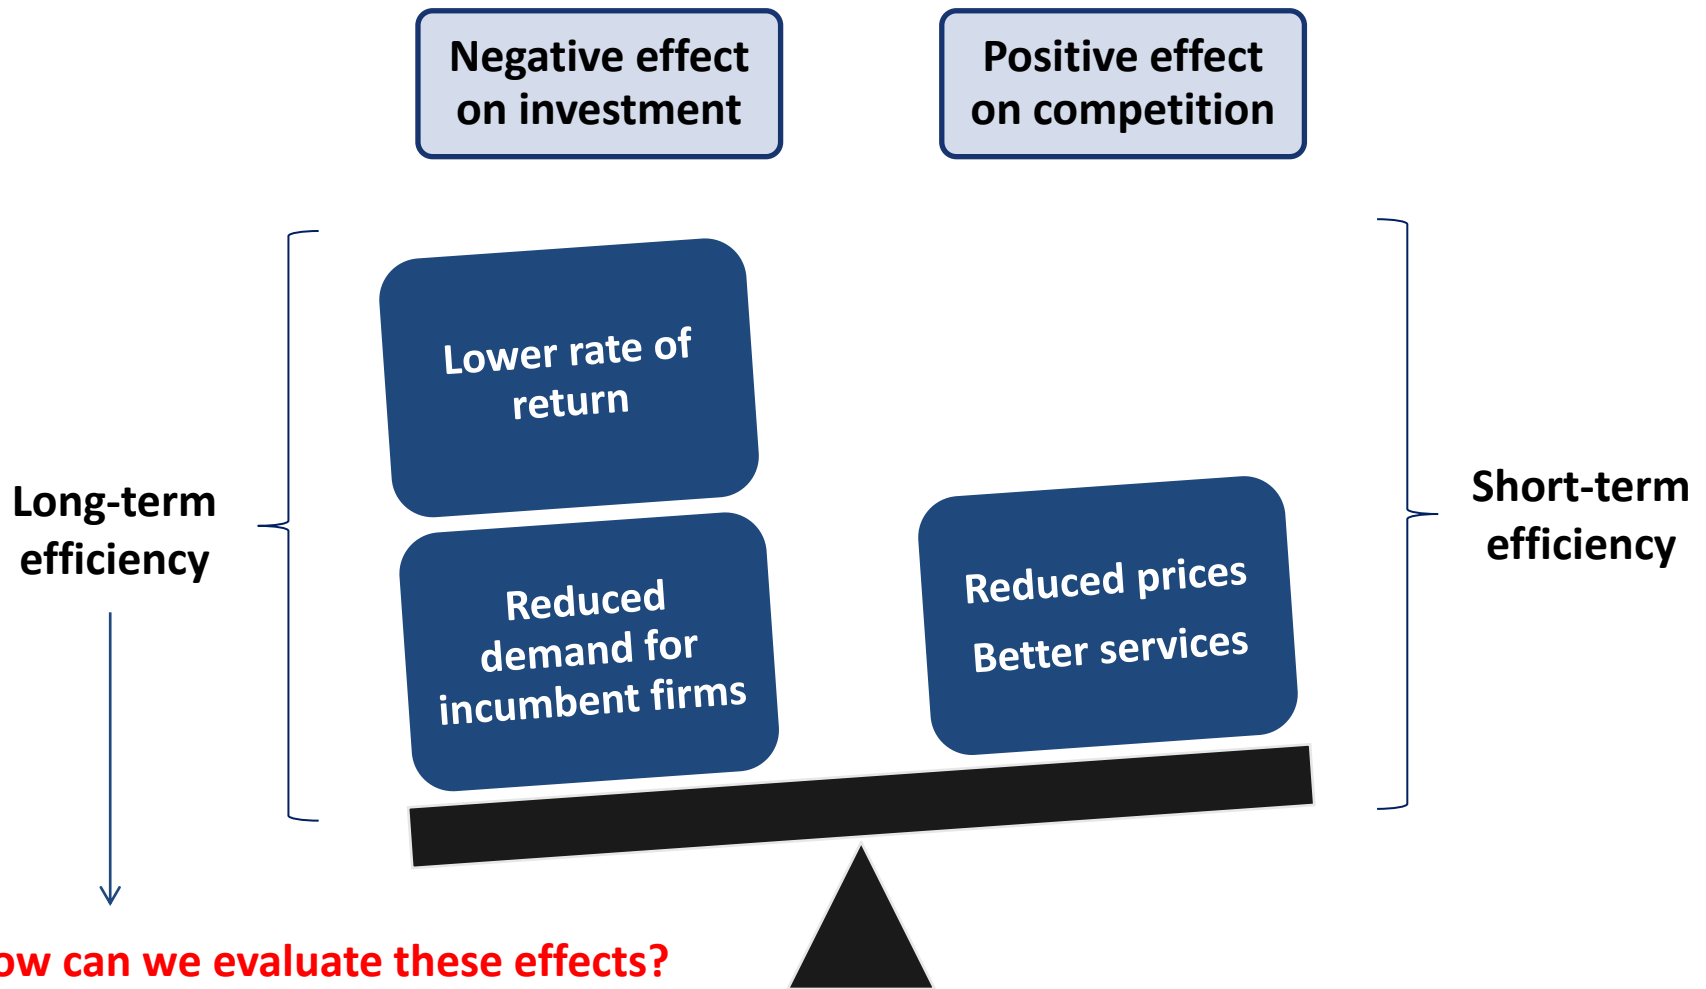 Negative effect
on investment
Positive effect
on competition
Lower rate of
return
Long-term
efficiency
Reduced
demand for
incumbent firms
Reduced prices
Better services
Short-term
efficiency
ow can we evaluate these effects?